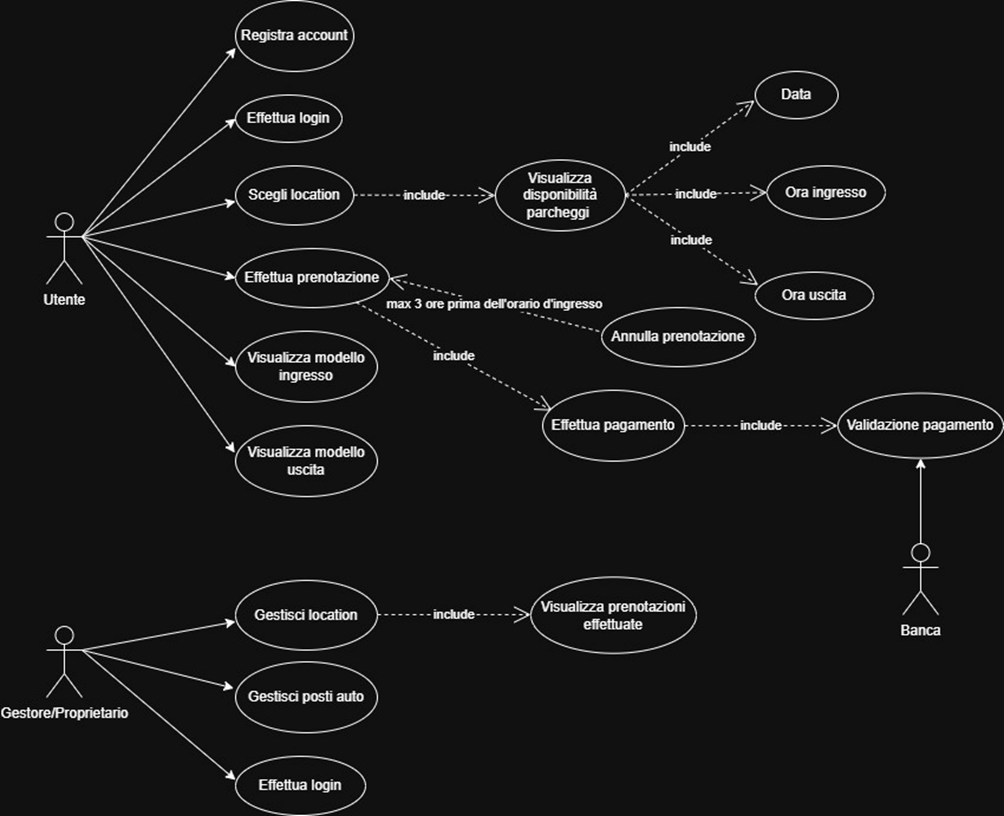 Registra account
Effettua login
Scegli location
include
Visualizza
disponibilità
parcheggi
include
Data
include
Ora ingresso
include
Ora uscita
Utente
Effettua prenotazione
max 3 ore prima dell'orario d'ingresso
Annulla prenotazione
include
Visualizza modello
ingresso
Effettua pagamento
include
Validazione pagamento
Visualizza modello
uscita
Banca
Gestisci location
include
Visualizza prenotazioni
effettuate
Gestisci posti auto
Gestore/Proprietario
Effettua login